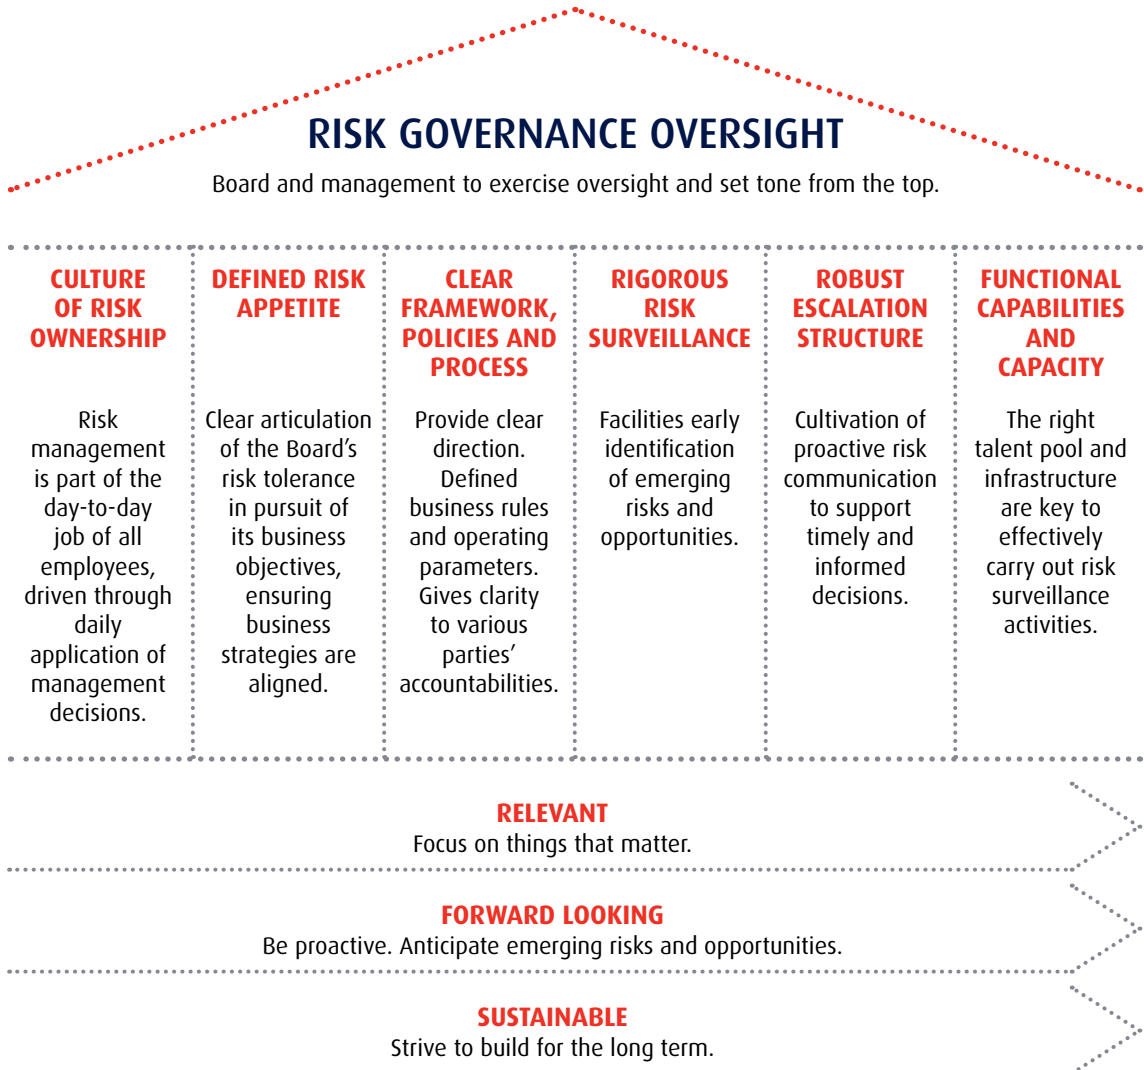 RISK GOVERNANCE OVERSIGHT
Board and management to exercise oversight and set tone from the top.
CULTURE
OF RISK
OWNERSHIP
Risk
management
is part of the
day-to-day
job of all
employees,
driven through
daily
application of
management
decisions.
DEFINED RISK
APPETITE
Clear articulation
of the Board’s
risk tolerance
in pursuit of
its business
objectives,
ensuring
business
strategies are
aligned.
CLEAR
FRAMEWORK,
POLICIES AND
PROCESS
Provide clear
direction.
Defined
business rules
and operating
parameters.
Gives clarity
to various
parties’
accountabilities.
RIGOROUS
RISK
SURVEILLANCE
Facilities early
identification
of emerging
risks and
opportunities.
ROBUST
ESCALATION
STRUCTURE
Cultivation of
proactive risk
communication
to support
timely and
informed
decisions.
FUNCTIONAL
CAPABILITIES
AND
CAPACITY
The right
talent pool and
infrastructure
are key to
effectively
carry out risk
surveillance
activities.
RELEVANT
Focus on things that matter.
FORWARD LOOKING
Be proactive. Anticipate emerging risks and opportunities.
SUSTAINABLE
Strive to build for the long term.